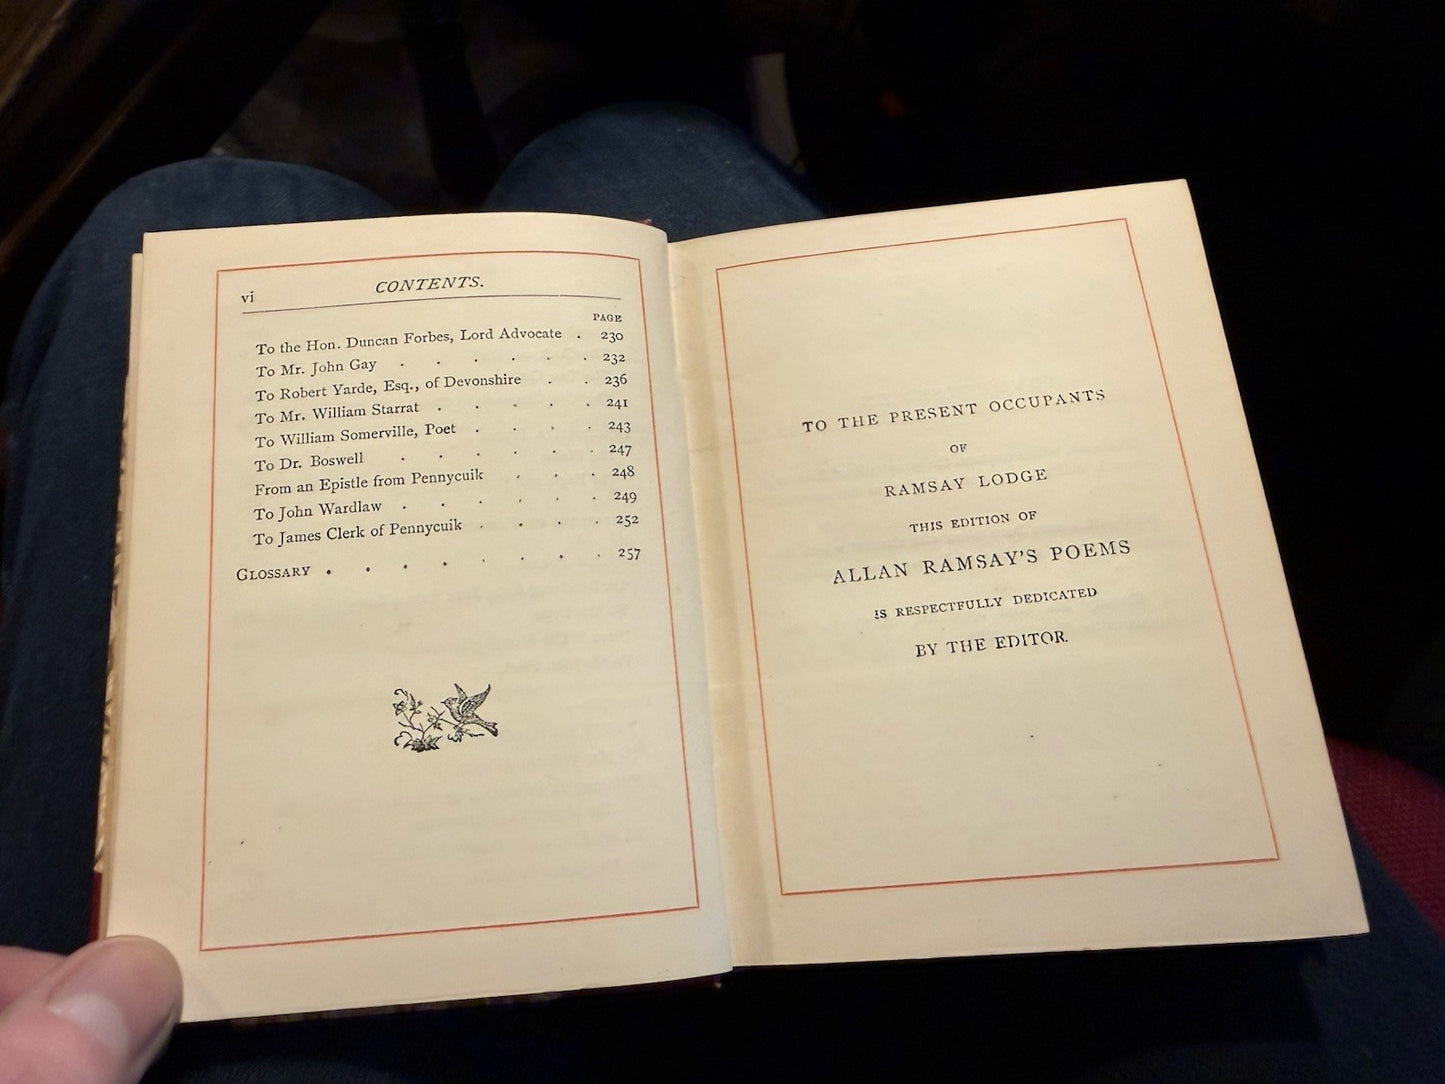 vi CONTENTS.
PAGE
To the Hon. Duncan Forbes, Lord Advocate . 230
To Mr. John Gay . . . . . . 232
To Robert Yarde, Esq., of Devonshire . . 236
To Mr. William Starrat . . . . . 241
To William Somerville, Poet . . . . 243
To Dr. Boswell . . . . . . 247
From an Epistle from Pennycuik . . . 248
To John Wardlaw . . . . . . 249
To James Clerk of Pennycuik . . . . 252
GLOSSARY . . . . . . . . 257
TO THE PRESENT OCCUPANTS
OF
RAMSAY LODGE
THIS EDITION OF
ALLAN RAMSAY'S POEMS
IS RESPECTFULLY DEDICATED
BY THE EDITOR.